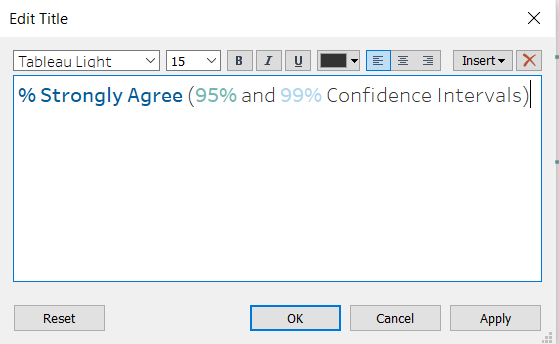 Edit Title
Tableau Light 15 B I U Insert
% Strongly Agree (95% and 99% Confidence Intervals)
Reset OK Cancel Apply